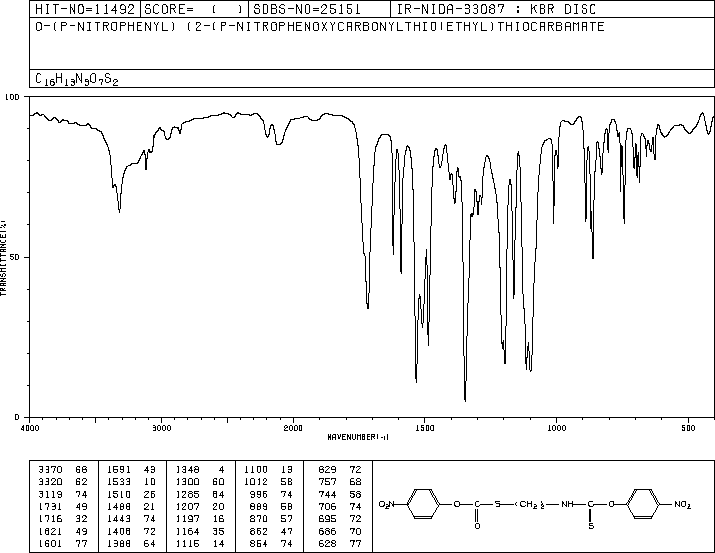 HIT-NO=11492 SCORE= ( ) SDBS-NO=25151 IR-NIDA-33087 : KBR DISC
O-(P-NITROPHENYL) (2-(P-NITROPHENOXYCARBONYLTHIO)ETHYL)THIOCARBAMATE
C16H13N3O7S2
100
50
0
TRANSMITTANCE(%)
4000 3000 2000 1500 1000 500
WAVENUMBER(-1)
3370 68 1591 43 1348 4 1100 13 829 72
3320 62 1533 10 1300 60 1012 58 757 68
3119 74 1510 26 1285 64 996 74 744 58
1731 49 1488 21 1207 20 889 58 706 74
1716 32 1443 74 1197 16 870 57 695 72
1621 49 1408 72 1164 35 862 47 686 70
1601 77 1388 64 1115 14 854 74 628 77
O2N O C S (CH2)2 NH C O NO2
O S